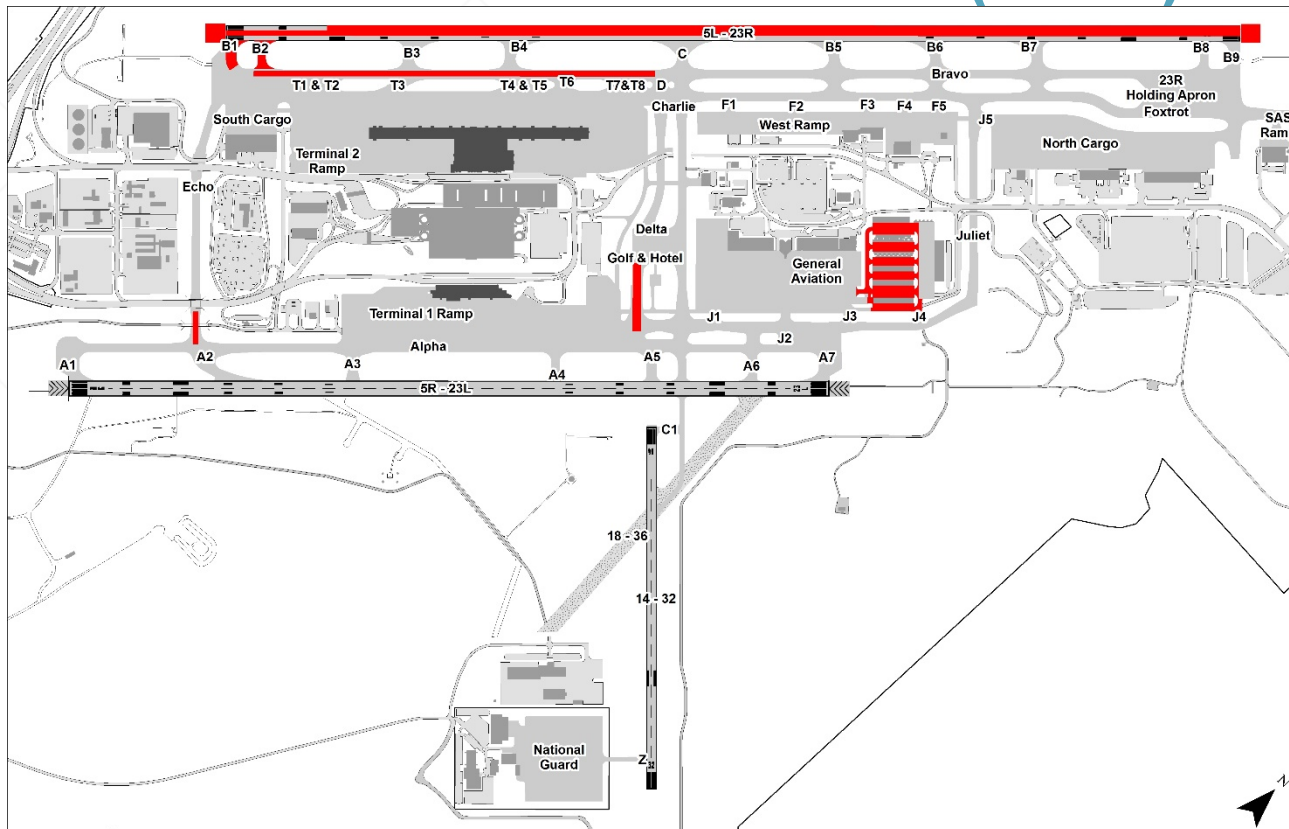 5L - 23R
B1
B2
B3
B4
C
B5
B6
B7
B8
B9
T1 & T2
T3
T4 & T5
T6
T7&T8
D
Bravo
23R
Holding Apron
Foxtrot
South Cargo
Charlie
F1
F2
F3
F4
F5
J5
West Ramp
North Cargo
SAS
Ram
Terminal 2
Ramp
Echo
Delta
Golf & Hotel
General
Aviation
Juliet
Terminal 1 Ramp
J1
J2
J3
J4
Alpha
A1
A2
A3
A4
A5
A6
A7
5R - 23L
C1
18 - 36
14 - 32
National
Guard
Z
32
N